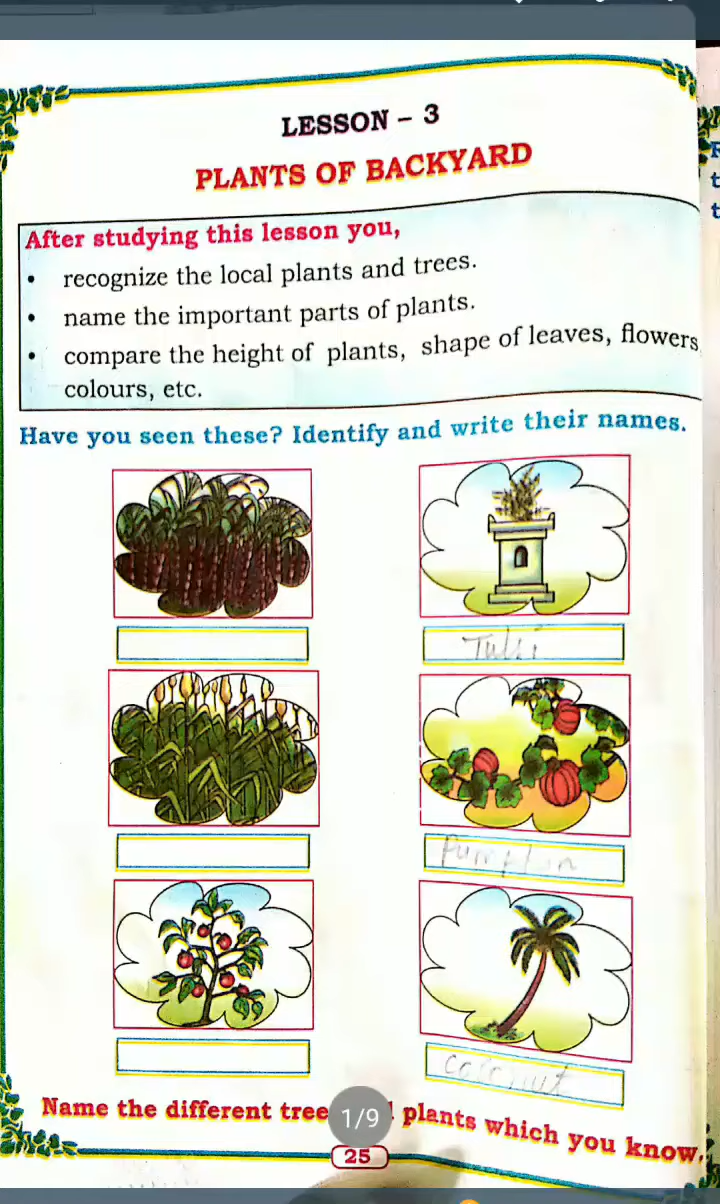 LESSON – 3
PLANTS OF BACKYARD
After studying this lesson you,
• recognize the local plants and trees.
• name the important parts of plants.
• compare the height of plants, shape of leaves, flowers
colours, etc.
Have you seen these? Identify and write their names.
Tulsi
Pumpkin
coconut
Name the different tree plants which you know.
1/9
25